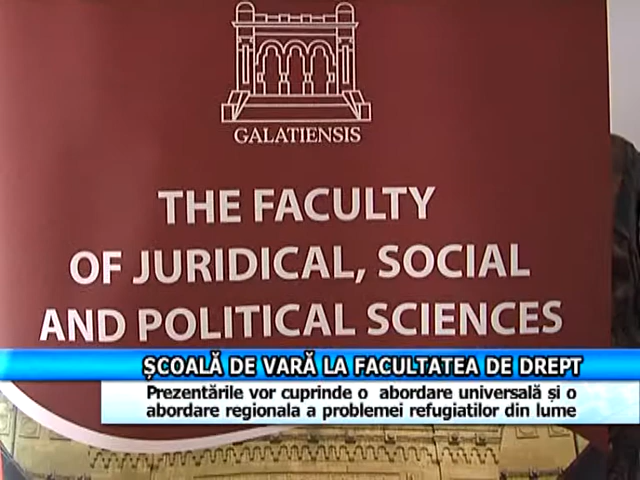 GALATIENSIS
THE FACULTY
OF JURIDICAL, SOCIAL
AND POLITICAL SCIENCES
ȘCOALĂ DE VARĂ LA FACULTATEA DE DREPT
Prezentările vor cuprinde o abordare universală și o
abordare regionala a problemei refugiatilor din lume